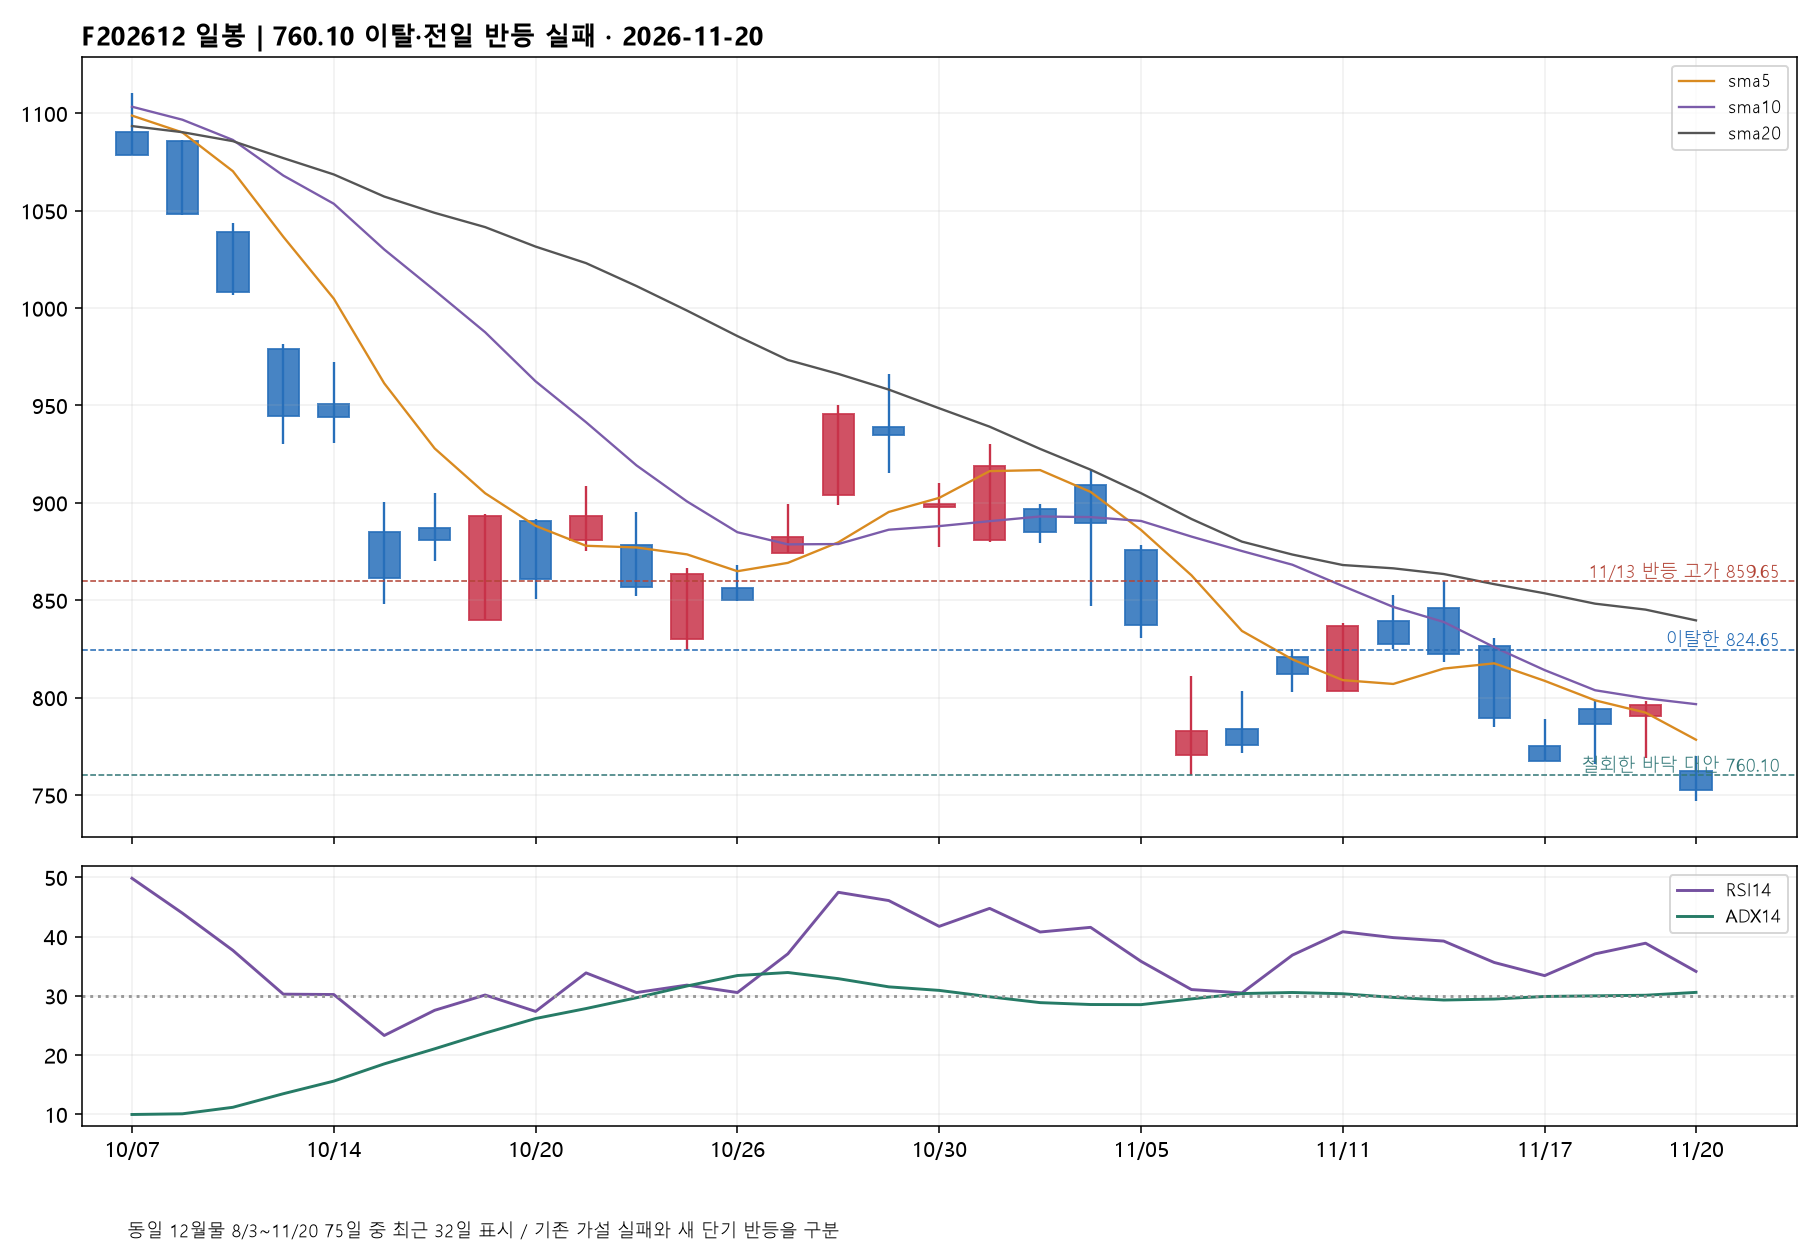 F202612 일봉 | 760.10 이탈·전일 반등 실패 · 2026-11-20
sma5
sma10
sma20
1100
1050
1000
950
900
850
800
750
11/13 반등 고가 859.65
이탈한 824.65
철회한 바닥 대안 760.10
RSI14
ADX14
50
40
30
20
10
10/07 10/14 10/20 10/26 10/30 11/05 11/11 11/17 11/20
동일 12월물 8/3~11/20 75일 중 최근 32일 표시 / 기존 가설 실패와 새 단기 반등을 구분